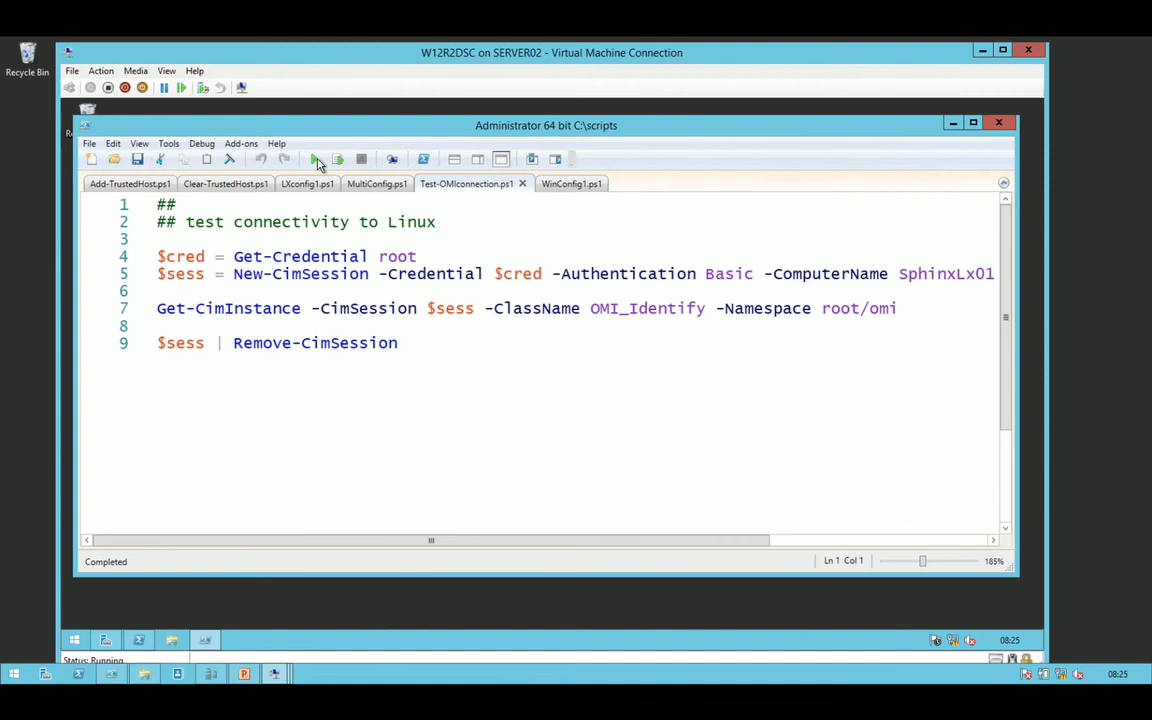 Recycle Bin
W12R2DSC on SERVER02 - Virtual Machine Connection
File Action Media View Help
Administrator 64 bit C:\scripts
File Edit View Tools Debug Add-ons Help
Add-TrustedHost.ps1 Clear-TrustedHost.ps1 LXconfig1.ps1 MultiConfig.ps1 Test-OMIconnection.ps1 WinConfig1.ps1
1 ##
2 ## test connectivity to Linux
3
4 $cred = Get-Credential root
5 $sess = New-CimSession -Credential $cred -Authentication Basic -ComputerName SphinxLx01
6
7 Get-CimInstance -CimSession $sess -ClassName OMI_Identify -Namespace root/omi
8
9 $sess | Remove-CimSession
Completed Ln 1 Col 1 185%
08:25
Status: Running
08:25